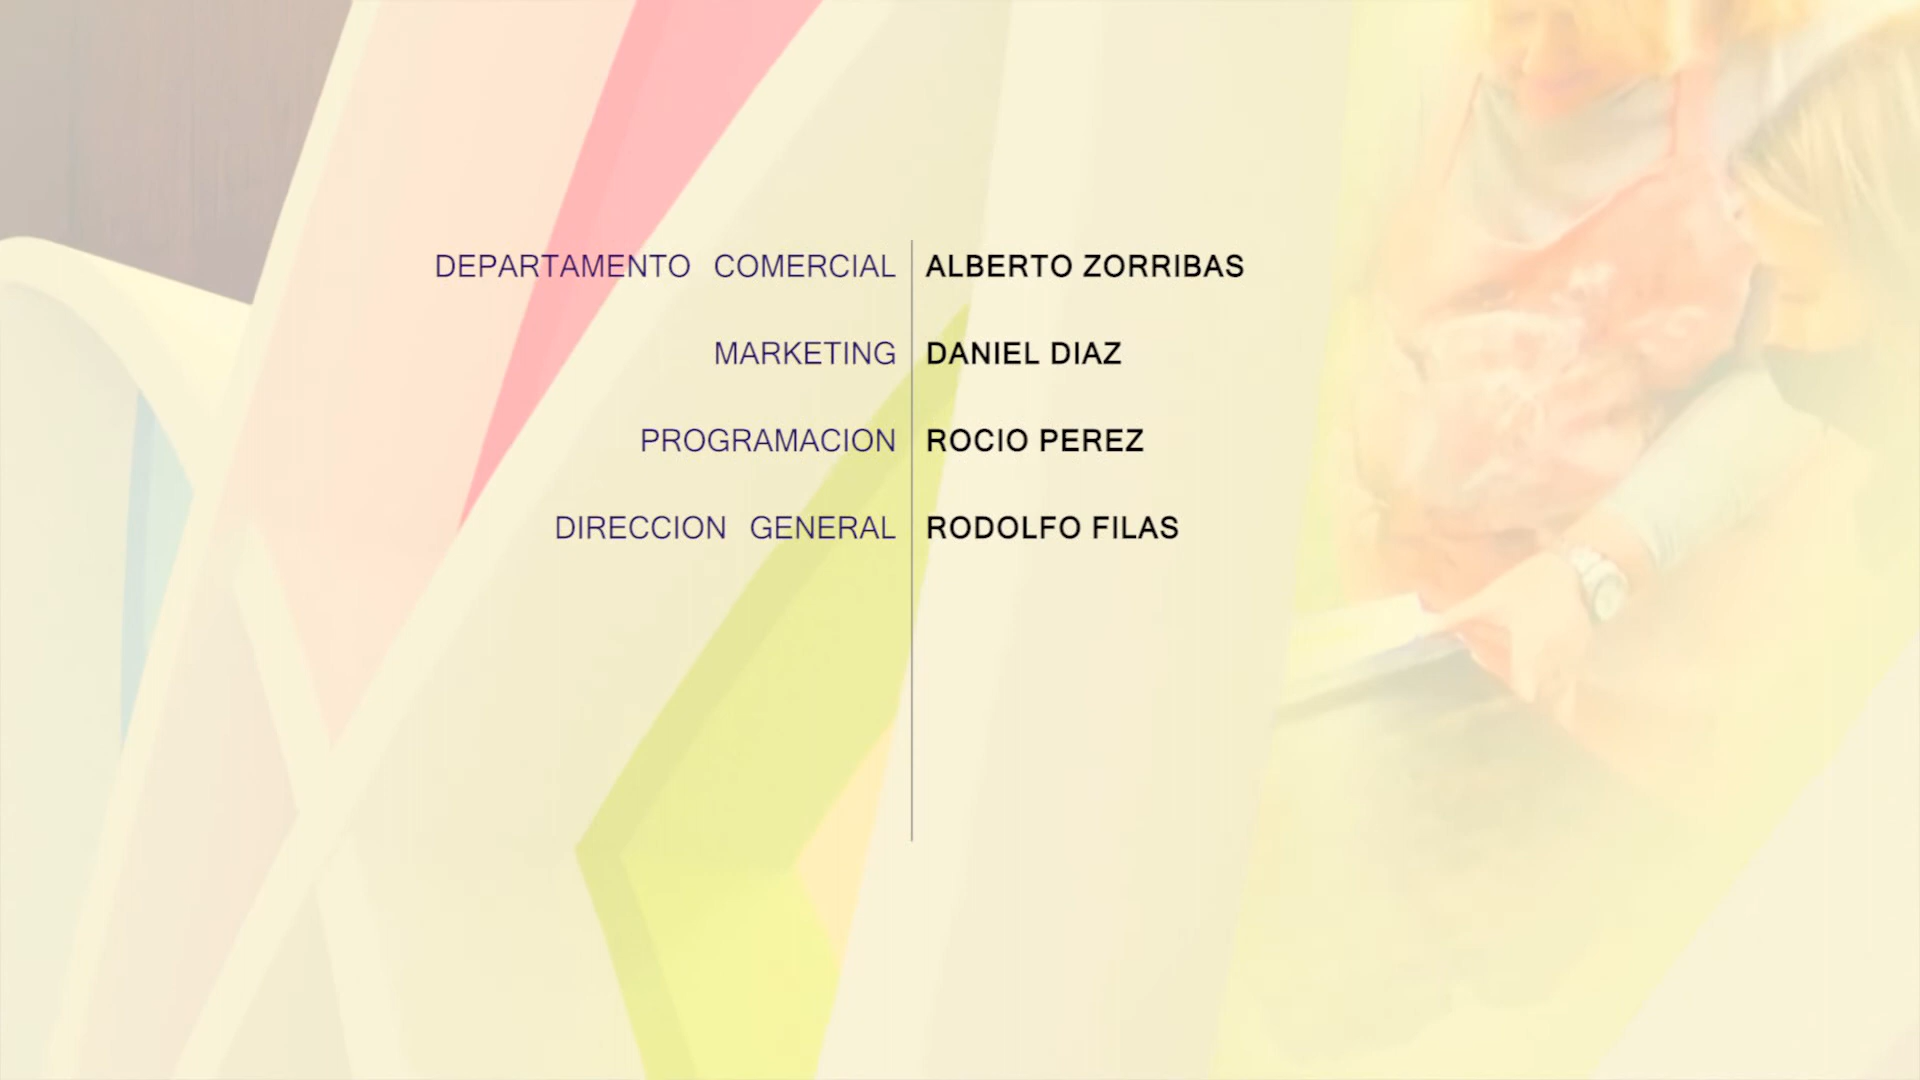 DEPARTAMENTO COMERCIAL ALBERTO ZORRIBAS
MARKETING DANIEL DIAZ
PROGRAMACION ROCIO PEREZ
DIRECCION GENERAL RODOLFO FILAS